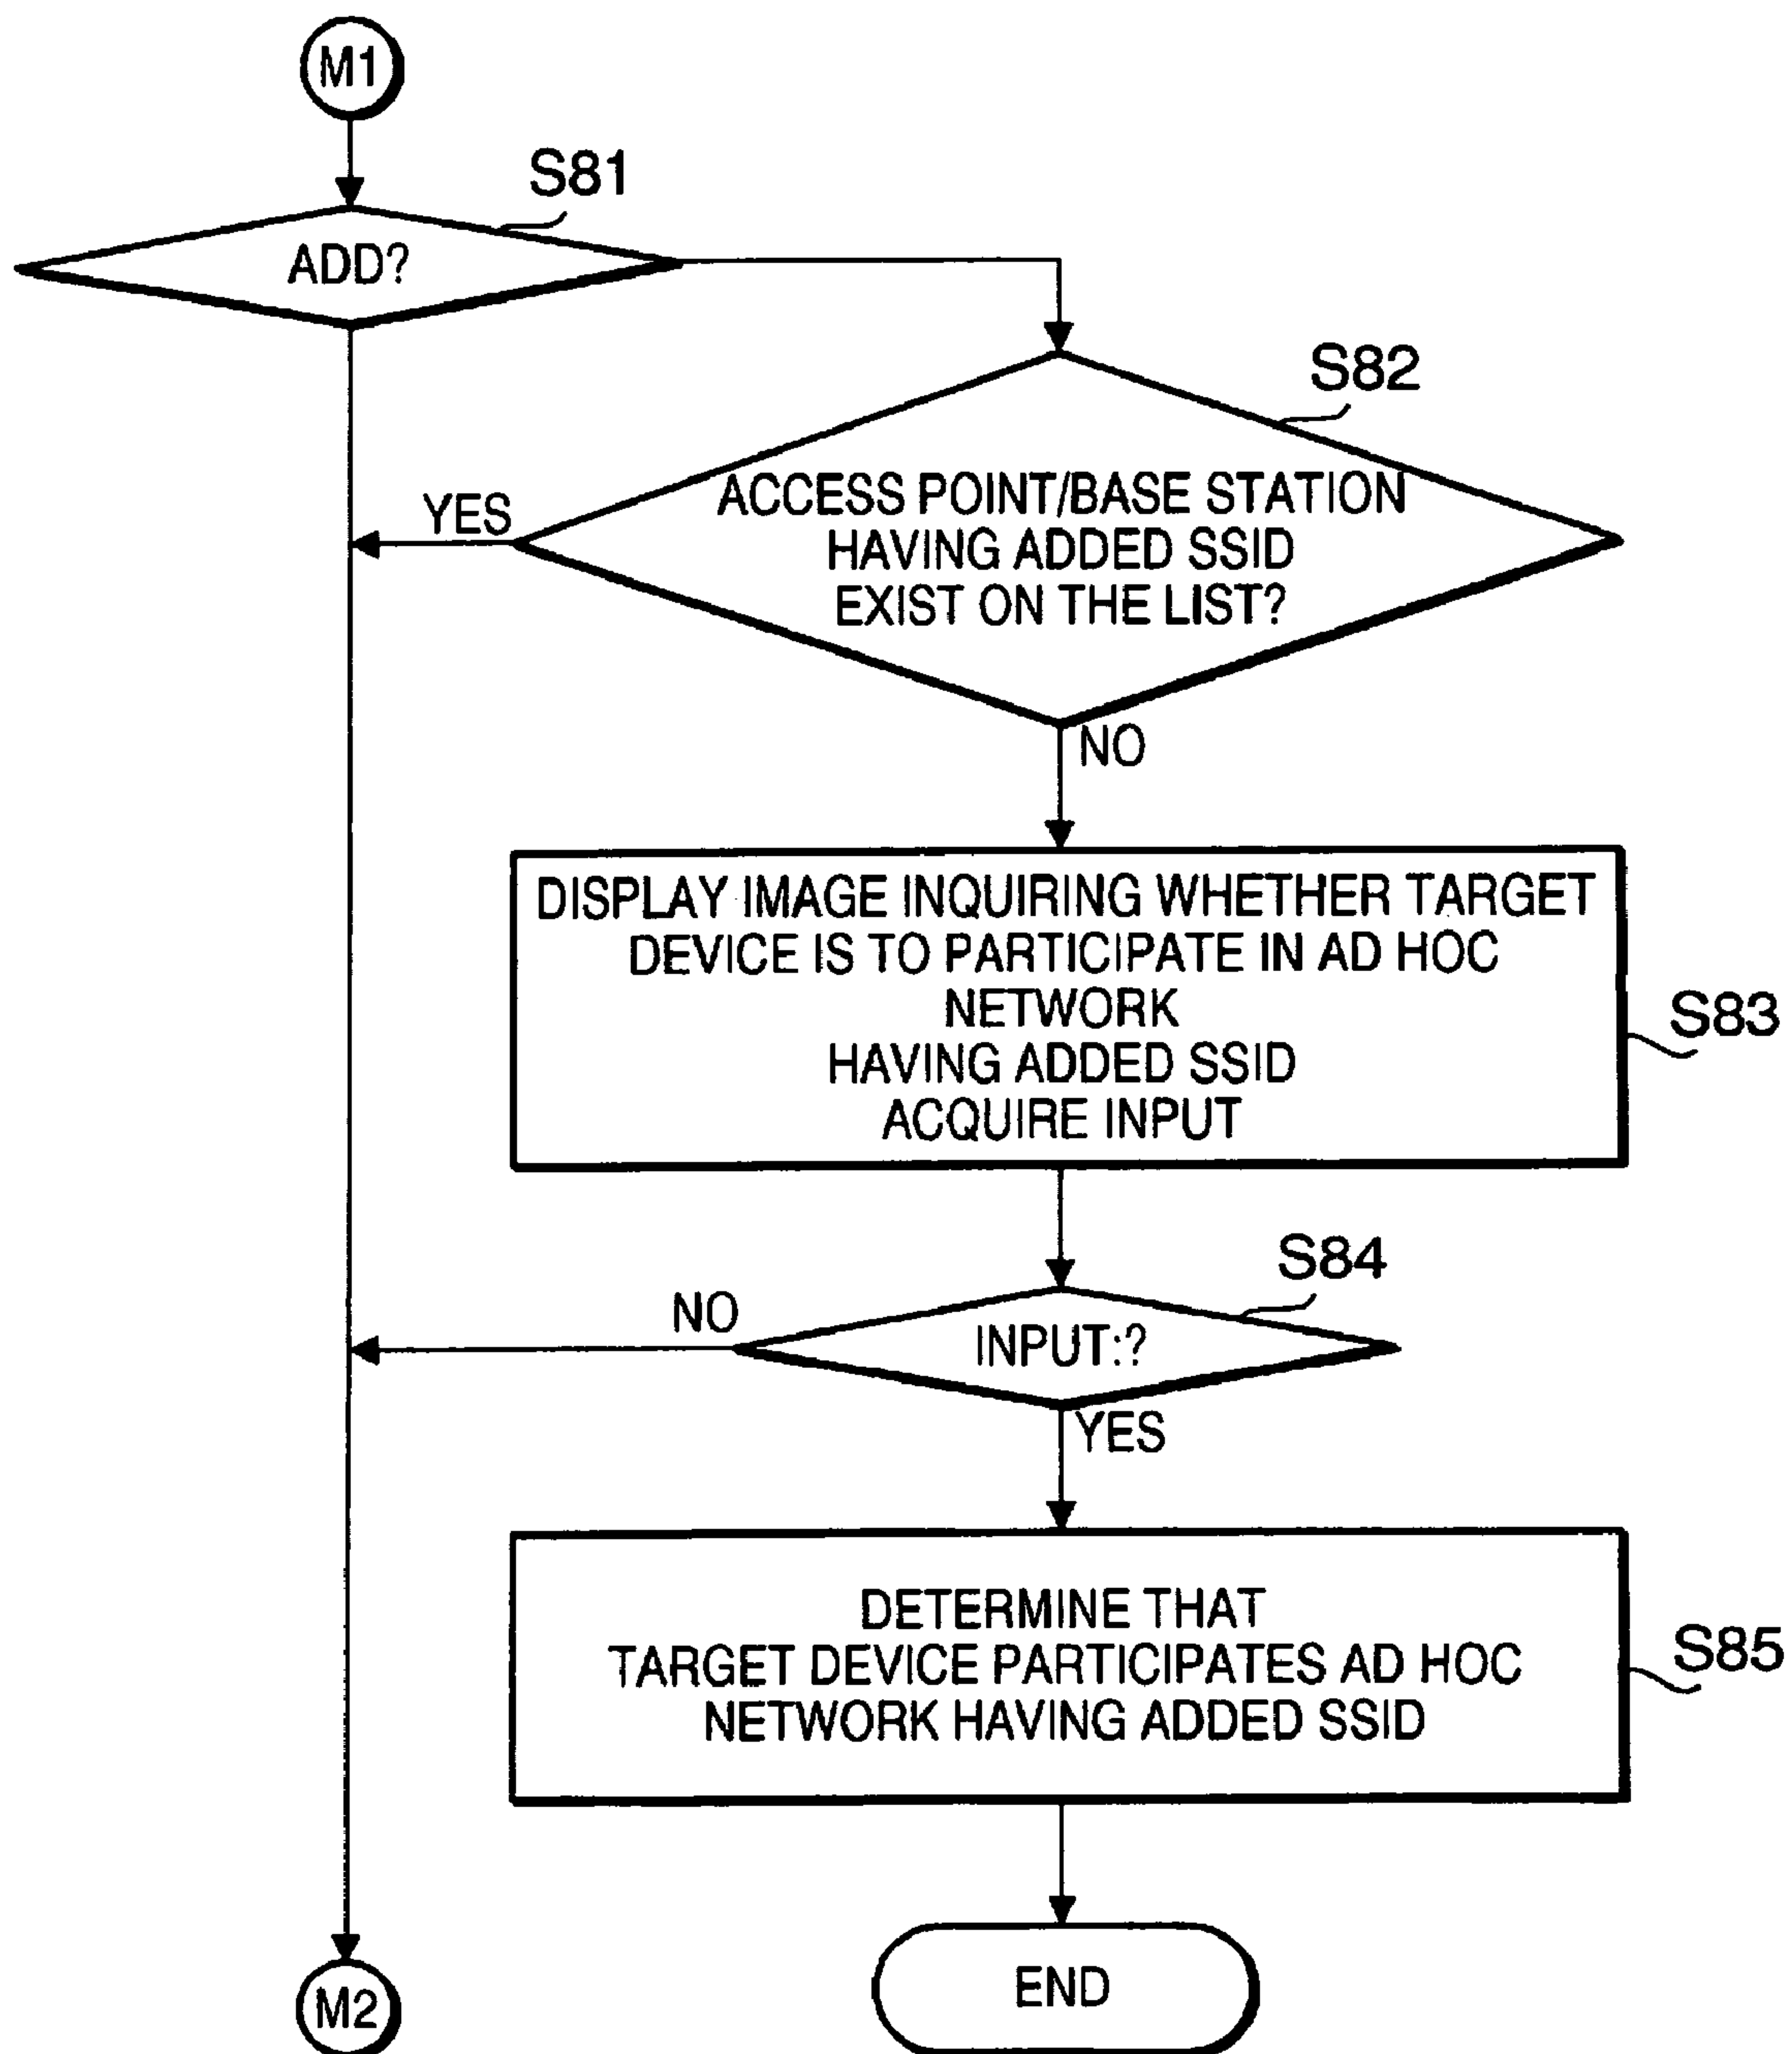 M1
S81
ADD?
S82
ACCESS POINT/BASE STATION
HAVING ADDED SSID
EXIST ON THE LIST?
YES
NO
DISPLAY IMAGE INQUIRING WHETHER TARGET
DEVICE IS TO PARTICIPATE IN AD HOC
NETWORK
HAVING ADDED SSID
ACQUIRE INPUT
S83
S84
NO
INPUT:?
YES
DETERMINE THAT
TARGET DEVICE PARTICIPATES AD HOC
NETWORK HAVING ADDED SSID
S85
END
M2